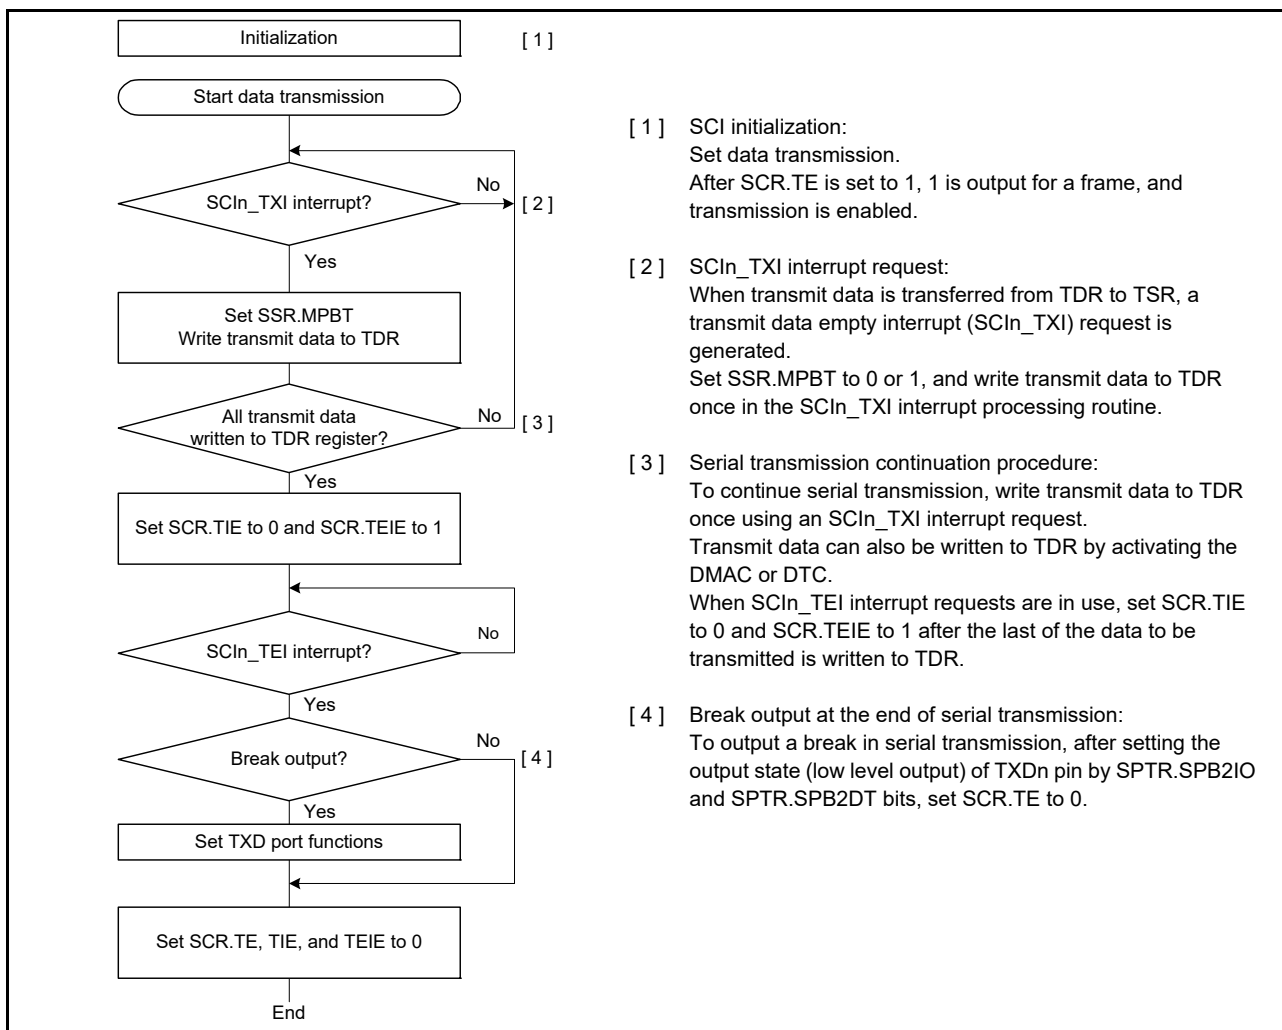 Initialization
[ 1 ]
Start data transmission
SCIn_TXI interrupt?
No
[ 2 ]
Yes
Set SSR.MPBT
Write transmit data to TDR
All transmit data
written to TDR register?
No
[ 3 ]
Yes
Set SCR.TIE to 0 and SCR.TEIE to 1
SCIn_TEI interrupt?
No
Yes
Break output?
No
[ 4 ]
Yes
Set TXD port functions
Set SCR.TE, TIE, and TEIE to 0
End
[ 1 ] SCI initialization:
Set data transmission.
After SCR.TE is set to 1, 1 is output for a frame, and
transmission is enabled.
[ 2 ] SCIn_TXI interrupt request:
When transmit data is transferred from TDR to TSR, a
transmit data empty interrupt (SCIn_TXI) request is
generated.
Set SSR.MPBT to 0 or 1, and write transmit data to TDR
once in the SCIn_TXI interrupt processing routine.
[ 3 ] Serial transmission continuation procedure:
To continue serial transmission, write transmit data to TDR
once using an SCIn_TXI interrupt request.
Transmit data can also be written to TDR by activating the
DMAC or DTC.
When SCIn_TEI interrupt requests are in use, set SCR.TIE
to 0 and SCR.TEIE to 1 after the last of the data to be
transmitted is written to TDR.
[ 4 ] Break output at the end of serial transmission:
To output a break in serial transmission, after setting the
output state (low level output) of TXDn pin by SPTR.SPB2IO
and SPTR.SPB2DT bits, set SCR.TE to 0.